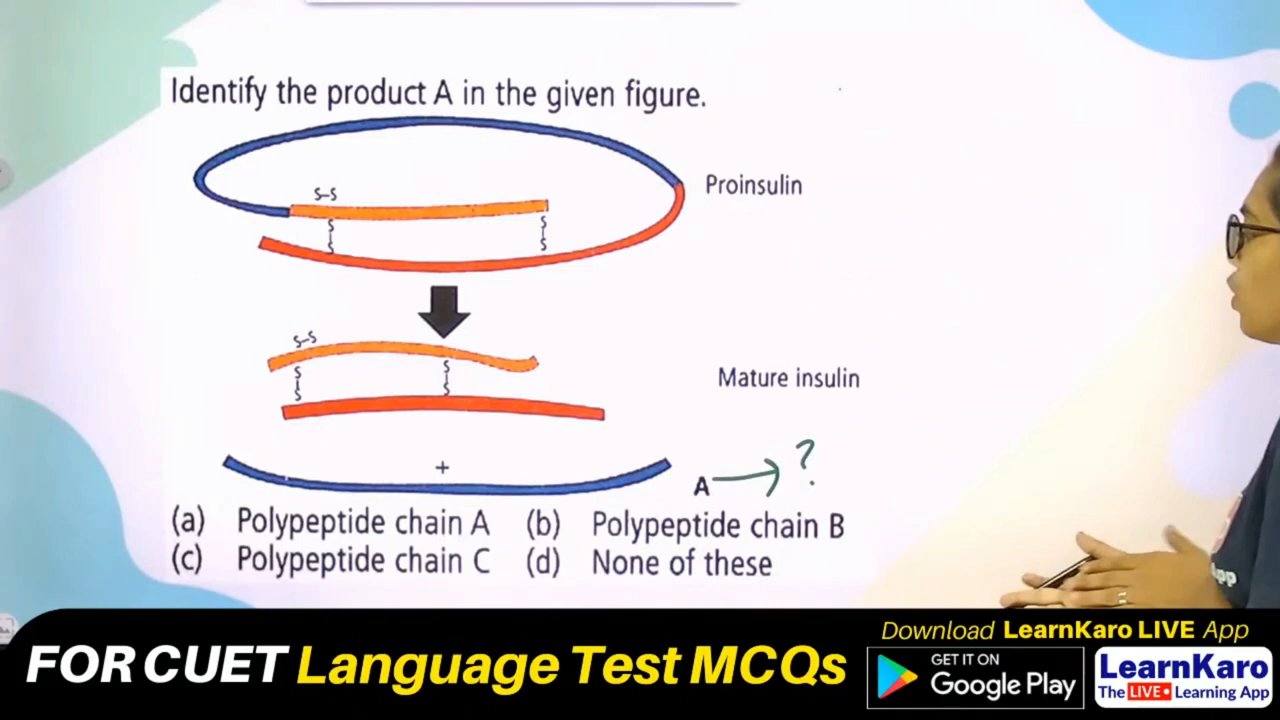 Identify the product A in the given figure.
S-S
Proinsulin
S
S
S
S
S-S
S
S
S
S
Mature insulin
+
A → ?
(a) Polypeptide chain A (b) Polypeptide chain B
(c) Polypeptide chain C (d) None of these
App
FOR CUET Language Test MCQs
Download LearnKaro LIVE App
GET IT ON
Google Play
LearnKaro
The LIVE Learning App